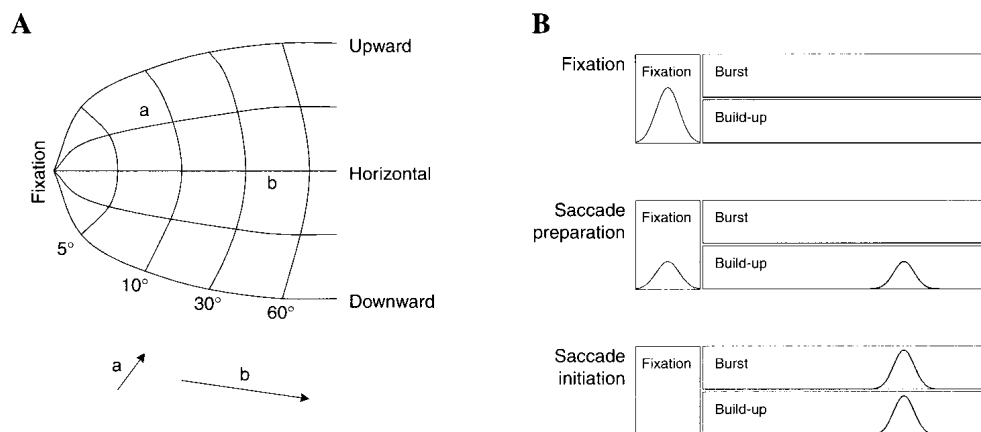 A
Upward
a
Fixation
Horizontal
b
5°
10°
30°
60°
Downward
a
b
B
Fixation
Fixation
Burst
Build-up
Saccade
preparation
Fixation
Burst
Build-up
Saccade
initiation
Fixation
Burst
Build-up